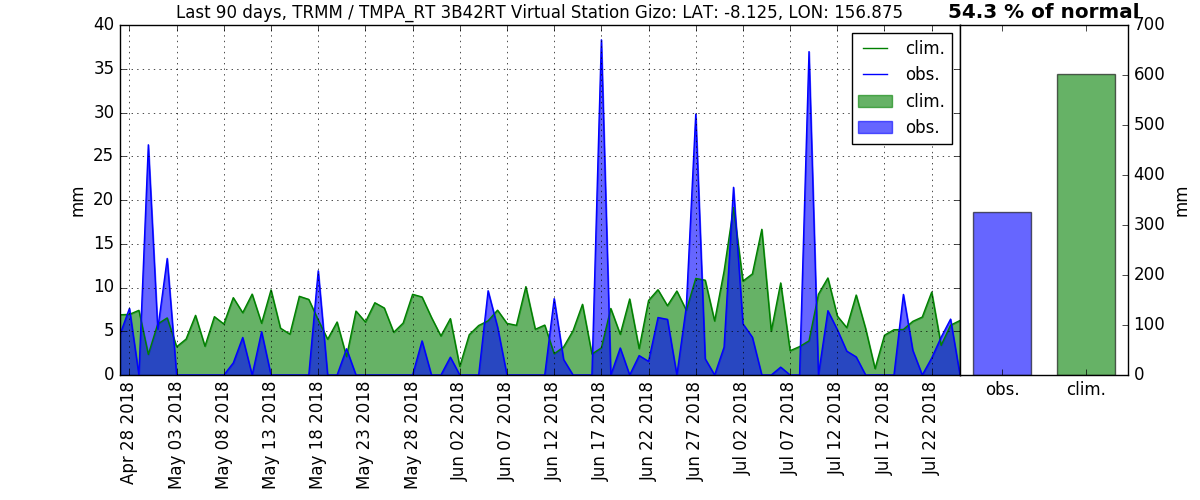 Last 90 days, TRMM / TMPA_RT 3B42RT Virtual Station Gizo: LAT: -8.125, LON: 156.875
54.3 % of normal
40
35
30
25
20
15
10
5
0
mm
clim.
obs.
clim.
obs.
700
600
500
400
300
200
100
0
mm
obs.
clim.
Apr 28 2018
May 03 2018
May 08 2018
May 13 2018
May 18 2018
May 23 2018
May 28 2018
Jun 02 2018
Jun 07 2018
Jun 12 2018
Jun 17 2018
Jun 22 2018
Jun 27 2018
Jul 02 2018
Jul 07 2018
Jul 12 2018
Jul 17 2018
Jul 22 2018